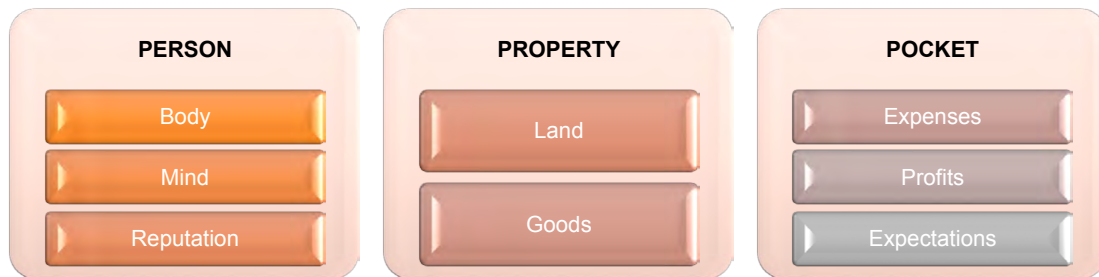 PERSON
Body
Mind
Reputation
PROPERTY
Land
Goods
POCKET
Expenses
Profits
Expectations